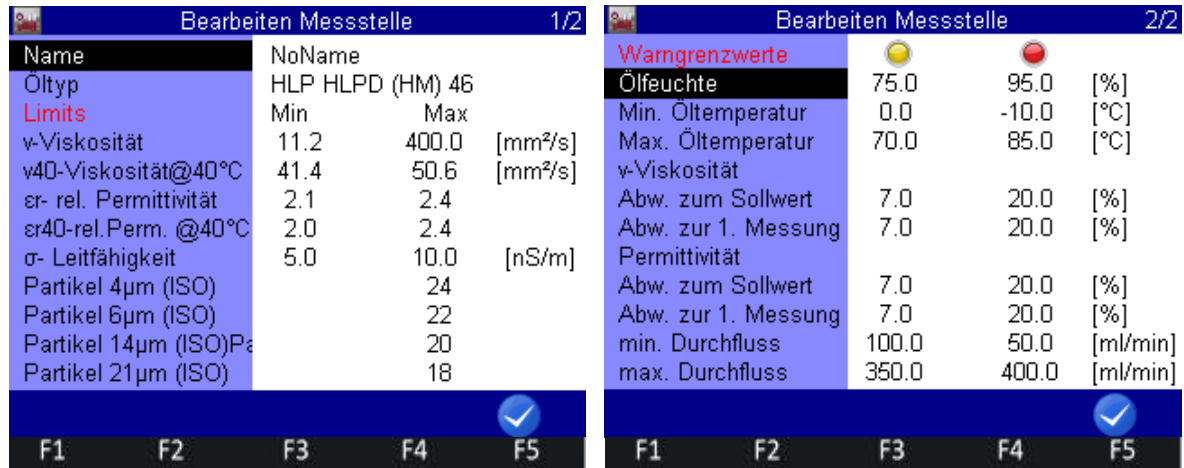 Bearbeiten Messstelle 1/2
Name NoName
Öltyp HLP HLPD (HM) 46
Limits Min Max
v-Viskosität 11.2 400.0 [mm²/s]
v40-Viskosität@40°C 41.4 50.6 [mm²/s]
εr- rel. Permittivität 2.1 2.4
εr40-rel.Perm. @40°C 2.0 2.4
σ- Leitfähigkeit 5.0 10.0 [nS/m]
Partikel 4µm (ISO) 24
Partikel 6µm (ISO) 22
Partikel 14µm (ISO)Pa 20
Partikel 21µm (ISO) 18
F1 F2 F3 F4 F5
Bearbeiten Messstelle 2/2
Warngrenzwerte
Ölfeuchte 75.0 95.0 [%]
Min. Öltemperatur 0.0 -10.0 [°C]
Max. Öltemperatur 70.0 85.0 [°C]
v-Viskosität
Abw. zum Sollwert 7.0 20.0 [%]
Abw. zur 1. Messung 7.0 20.0 [%]
Permittivität
Abw. zum Sollwert 7.0 20.0 [%]
Abw. zur 1. Messung 7.0 20.0 [%]
min. Durchfluss 100.0 50.0 [ml/min]
max. Durchfluss 350.0 400.0 [ml/min]
F1 F2 F3 F4 F5